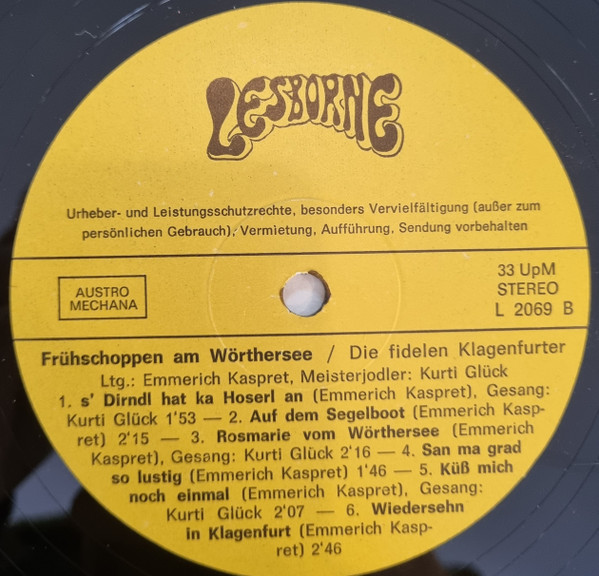 LESBORNE
Urheber- und Leistungsschutzrechte, besonders Vervielfältigung (außer zum
persönlichen Gebrauch), Vermietung, Aufführung, Sendung vorbehalten
AUSTRO
MECHANA
33 UpM
STEREO
L 2069 B
Frühschoppen am Wörthersee / Die fidelen Klagenfurter
Ltg.: Emmerich Kaspret, Meisterjodler: Kurti Glück
1. s' Dirndl hat ka Hoserl an (Emmerich Kaspret), Gesang:
Kurti Glück 1'53 — 2. Auf dem Segelboot (Emmerich Kasp-
ret) 2'15 — 3. Rosmarie vom Wörthersee (Emmerich
Kaspret), Gesang: Kurti Glück 2'16 — 4. San ma grad
so lustig (Emmerich Kaspret) 1'46 — 5. Küß mich
noch einmal (Emmerich Kaspret), Gesang:
Kurti Glück 2'07 — 6. Wiedersehn
in Klagenfurt (Emmerich Kasp-
ret) 2'46